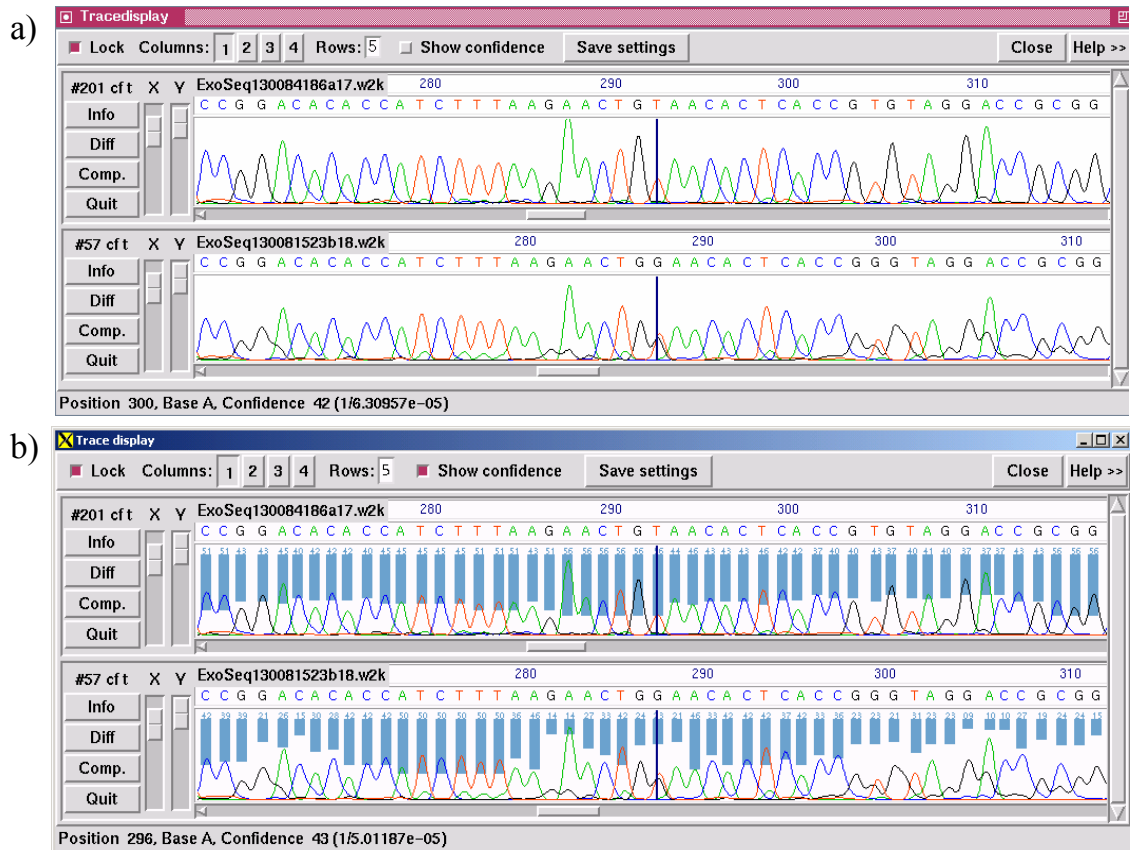 a)
Tracedisplay
Lock Columns: 1 2 3 4 Rows: 5 Show confidence Save settings Close Help >>
#201 cf t X Y ExoSeq130084186a17.w2k 280 290 300 310
C C G G A C A C A C C A T C T T T A A G A A C T G T A A C A C T C A C C G T G T A G G A C C G C G G
Info
Diff
Comp.
Quit
#57 cf t X Y ExoSeq130081523b18.w2k 280 290 300 310
C C G G A C A C A C C A T C T T T A A G A A C T G G A A C A C T C A C C G G G T A G G A C C G C G G
Info
Diff
Comp.
Quit
Position 300, Base A, Confidence 42 (1/6.30957e-05)
b)
X Trace display
Lock Columns: 1 2 3 4 Rows: 5 Show confidence Save settings Close Help >>
#201 cf t X Y ExoSeq130084186a17.w2k 280 290 300 310
C C G G A C A C A C C A T C T T T A A G A A C T G T A A C A C T C A C C G T G T A G G A C C G C G G
Info
Diff
Comp.
Quit
#57 cf t X Y ExoSeq130081523b18.w2k 280 290 300 310
C C G G A C A C A C C A T C T T T A A G A A C T G G A A C A C T C A C C G G G T A G G A C C G C G G
Info
Diff
Comp.
Quit
Position 296, Base A, Confidence 43 (1/5.01187e-05)